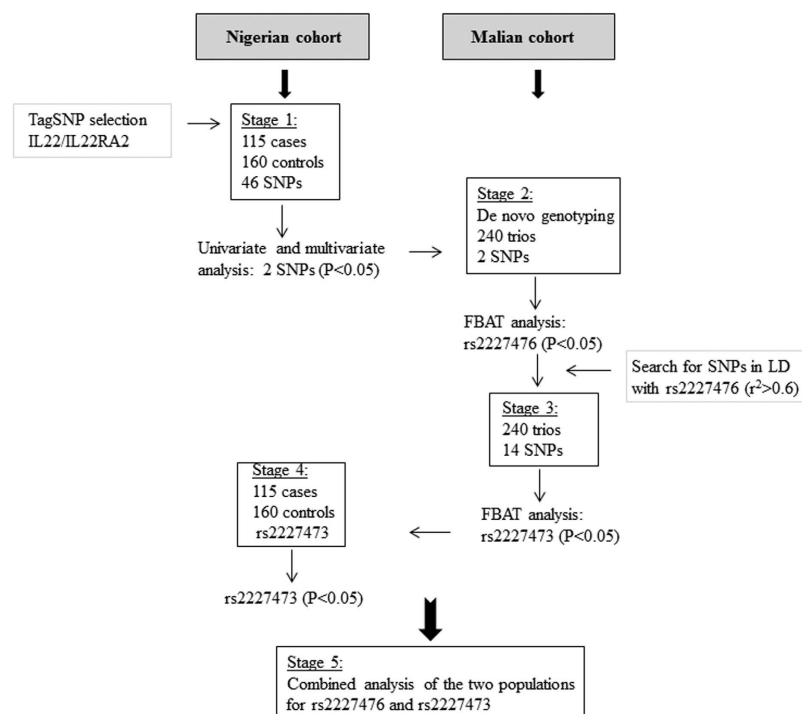 Nigerian cohort
Malian cohort
TagSNP selection
IL22/IL22RA2
Stage 1:
115 cases
160 controls
46 SNPs
Univariate and multivariate
analysis: 2 SNPs (P<0.05)
Stage 2:
De novo genotyping
240 trios
2 SNPs
FBAT analysis:
rs2227476 (P<0.05)
Search for SNPs in LD
with rs2227476 (r²>0.6)
Stage 3:
240 trios
14 SNPs
FBAT analysis:
rs2227473 (P<0.05)
Stage 4:
115 cases
160 controls
rs2227473
rs2227473 (P<0.05)
Stage 5:
Combined analysis of the two populations
for rs2227476 and rs2227473